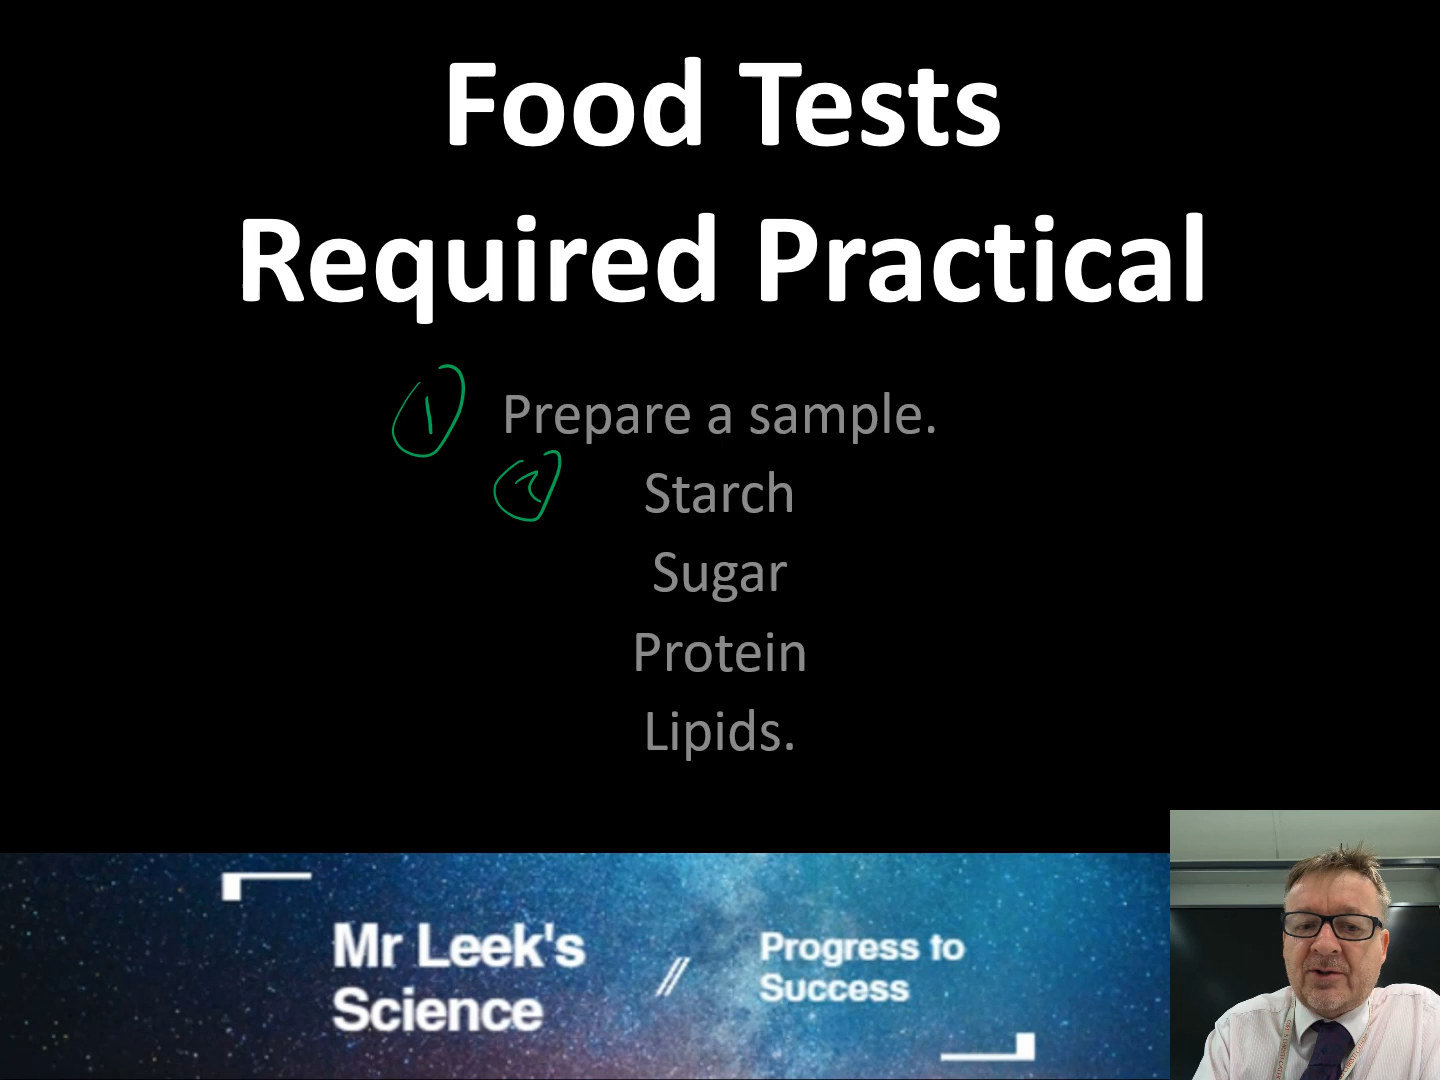 Food Tests
Required Practical
1 Prepare a sample.
2 Starch
Sugar
Protein
Lipids.
Mr Leek's
Science
//
Progress to
Success